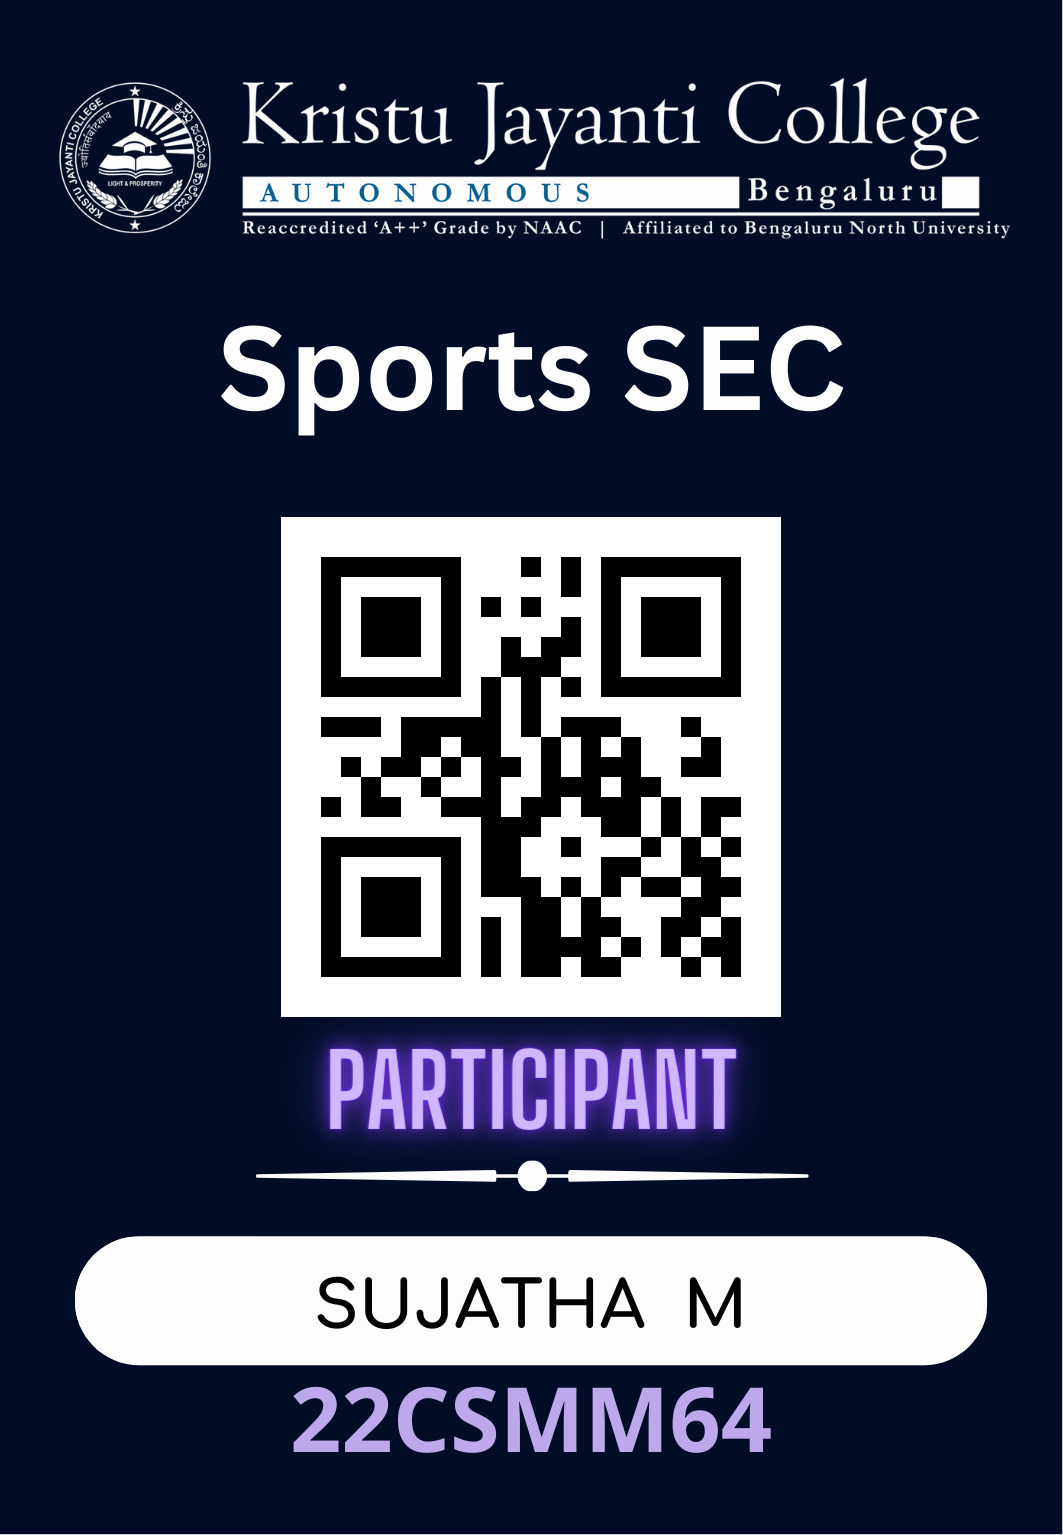 KRISTU JAYANTI COLLEGE
ज्योतिसंवादयाय
LIGHT & PROSPERITY
Kristu Jayanti College
AUTONOMOUS Bengaluru
Reaccredited ‘A++’ Grade by NAAC | Affiliated to Bengaluru North University
Sports SEC
PARTICIPANT
SUJATHA M
22CSMM64